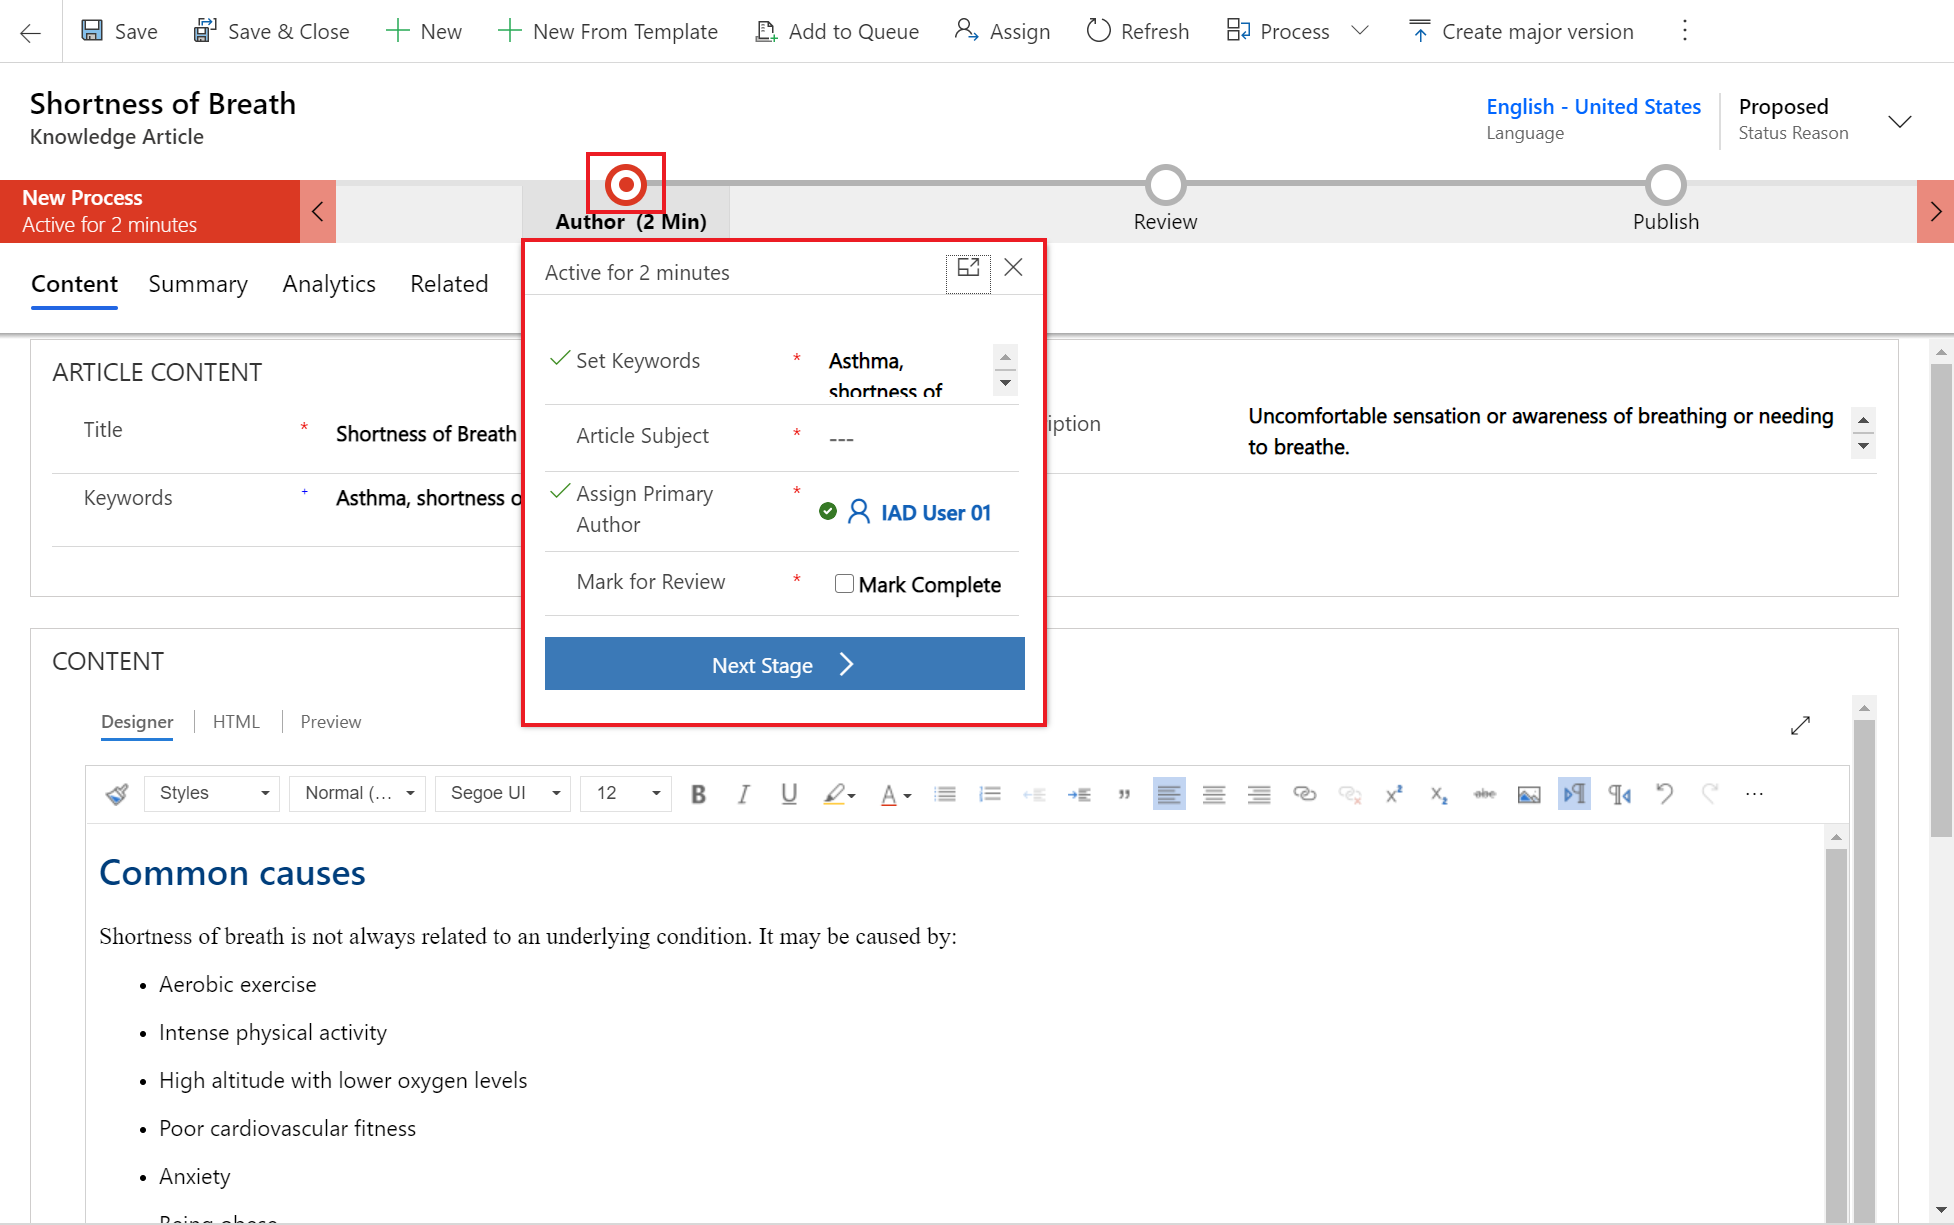 Save
Save & Close
New
New From Template
Add to Queue
Assign
Refresh
Process
Create major version
Shortness of Breath
Knowledge Article
English - United States
Language
Proposed
Status Reason
New Process
Active for 2 minutes
Author (2 Min)
Review
Publish
Content
Summary
Analytics
Related
Active for 2 minutes
Set Keywords
*
Asthma,
shortness of
Article Subject
*
---
Assign Primary
Author
*
IAD User 01
Mark for Review
*
Mark Complete
Next Stage
ARTICLE CONTENT
Title
*
Shortness of Breath
iption
Uncomfortable sensation or awareness of breathing or needing
to breathe.
Keywords
+
Asthma, shortness o
CONTENT
Designer
HTML
Preview
Styles
Normal (...
Segoe UI
12
Common causes
Shortness of breath is not always related to an underlying condition. It may be caused by:
• Aerobic exercise
• Intense physical activity
• High altitude with lower oxygen levels
• Poor cardiovascular fitness
• Anxiety
Being obese